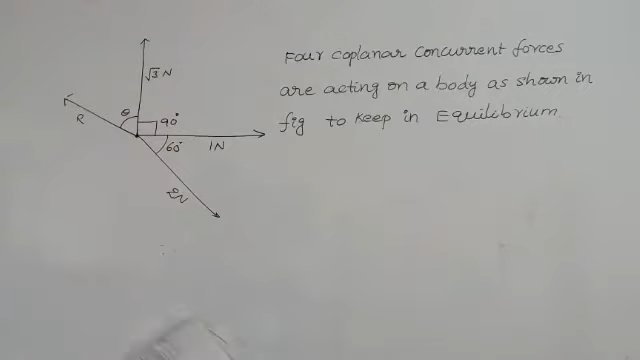 Four coplanar concurrent forces
are acting on a body as shown in
fig to keep in Equilibrium.
√3 N
R
θ
90°
60°
1N
2N